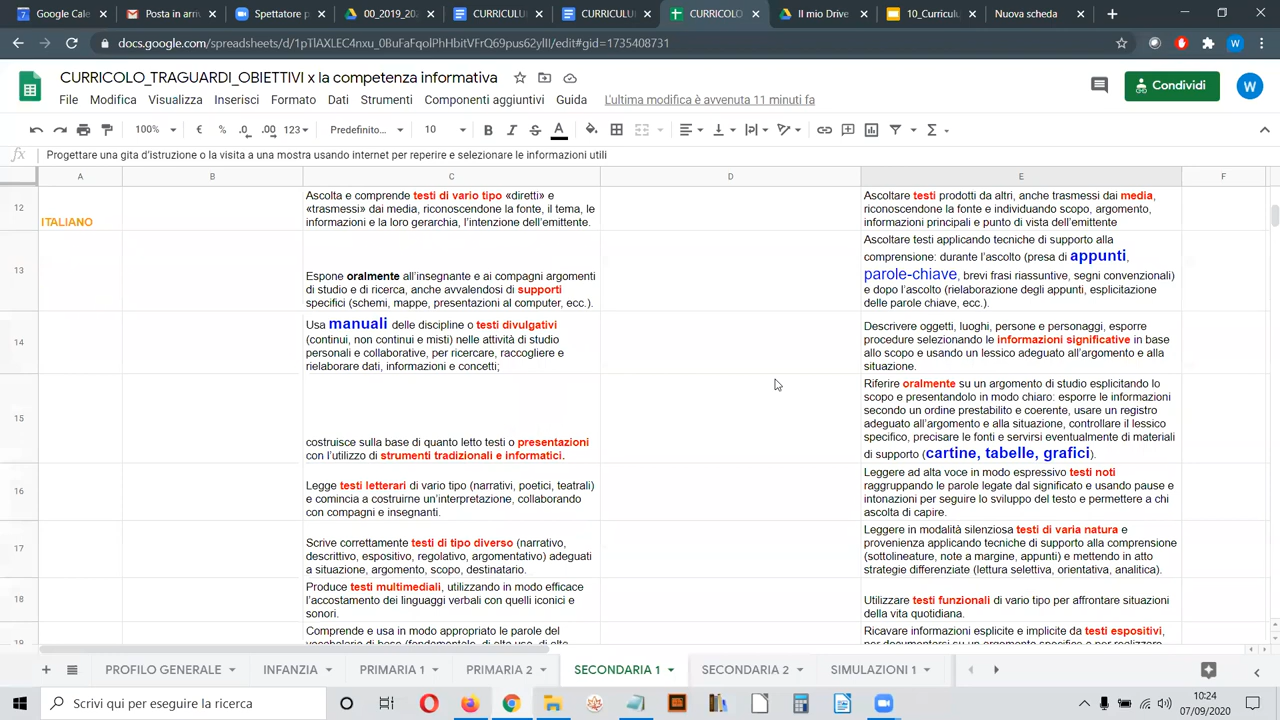 Google Cale
Posta in arri
Spettatore p
00_2019_20
CURRICULU
CURRICULU
CURRICOLO
Il mio Drive
10_Curriculu
Nuova scheda
docs.google.com/spreadsheets/d/1pTlAXLEC4nxu_0BuFaFqolPhHbitVFrQ69pus62ylII/edit#gid=1735408731
CURRICOLO_TRAGUARDI_OBIETTIVI x la competenza informativa
Condividi
W
File Modifica Visualizza Inserisci Formato Dati Strumenti Componenti aggiuntivi Guida L'ultima modifica è avvenuta 11 minuti fa
100% € % .0 .00 123 Predefinito... 10 B I S A
fx Progettare una gita d'istruzione o la visita a una mostra usando internet per reperire e selezionare le informazioni utili
A B C D E F
12
ITALIANO
Ascolta e comprende testi di vario tipo «diretti» e
«trasmessi» dai media, riconoscendone la fonte, il tema, le
informazioni e la loro gerarchia, l'intenzione dell'emittente.
Ascoltare testi prodotti da altri, anche trasmessi dai media,
riconoscendone la fonte e individuando scopo, argomento,
informazioni principali e punto di vista dell'emittente
13
Espone oralmente all'insegnante e ai compagni argomenti
di studio e di ricerca, anche avvalendosi di supporti
specifici (schemi, mappe, presentazioni al computer, ecc.).
Ascoltare testi applicando tecniche di supporto alla
comprensione: durante l'ascolto (presa di appunti,
parole-chiave, brevi frasi riassuntive, segni convenzionali)
e dopo l'ascolto (rielaborazione degli appunti, esplicitazione
delle parole chiave, ecc.).
14
Usa manuali delle discipline o testi divulgativi
(continui, non continui e misti) nelle attività di studio
personali e collaborative, per ricercare, raccogliere e
rielaborare dati, informazioni e concetti;
Descrivere oggetti, luoghi, persone e personaggi, esporre
procedure selezionando le informazioni significative in base
allo scopo e usando un lessico adeguato all'argomento e alla
situazione.
15
costruisce sulla base di quanto letto testi o presentazioni
con l'utilizzo di strumenti tradizionali e informatici.
Riferire oralmente su un argomento di studio esplicitando lo
scopo e presentandolo in modo chiaro: esporre le informazioni
secondo un ordine prestabilito e coerente, usare un registro
adeguato all'argomento e alla situazione, controllare il lessico
specifico, precisare le fonti e servirsi eventualmente di materiali
di supporto (cartine, tabelle, grafici).
16
Legge testi letterari di vario tipo (narrativi, poetici, teatrali)
e comincia a costruirne un'interpretazione, collaborando
con compagni e insegnanti.
Leggere ad alta voce in modo espressivo testi noti
raggruppando le parole legate dal significato e usando pause e
intonazioni per seguire lo sviluppo del testo e permettere a chi
ascolta di capire.
17
Scrive correttamente testi di tipo diverso (narrativo,
descrittivo, espositivo, regolativo, argomentativo) adeguati
a situazione, argomento, scopo, destinatario.
Leggere in modalità silenziosa testi di varia natura e
provenienza applicando tecniche di supporto alla comprensione
(sottolineature, note a margine, appunti) e mettendo in atto
strategie differenziate (lettura selettiva, orientativa, analitica).
18
Produce testi multimediali, utilizzando in modo efficace
l'accostamento dei linguaggi verbali con quelli iconici e
sonori.
Utilizzare testi funzionali di vario tipo per affrontare situazioni
della vita quotidiana.
Comprende e usa in modo appropriato le parole del
Ricavare informazioni esplicite e implicite da testi espositivi,
PROFILO GENERALE INFANZIA PRIMARIA 1 PRIMARIA 2 SECONDARIA 1 SECONDARIA 2 SIMULAZIONI 1
Scrivi qui per eseguire la ricerca
10:24
07/09/2020